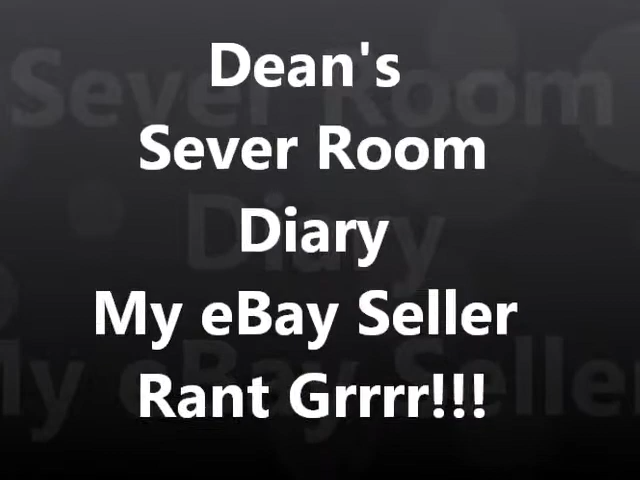 Dean's
Sever Room
Diary
My eBay Seller
Rant Grrrr!!!